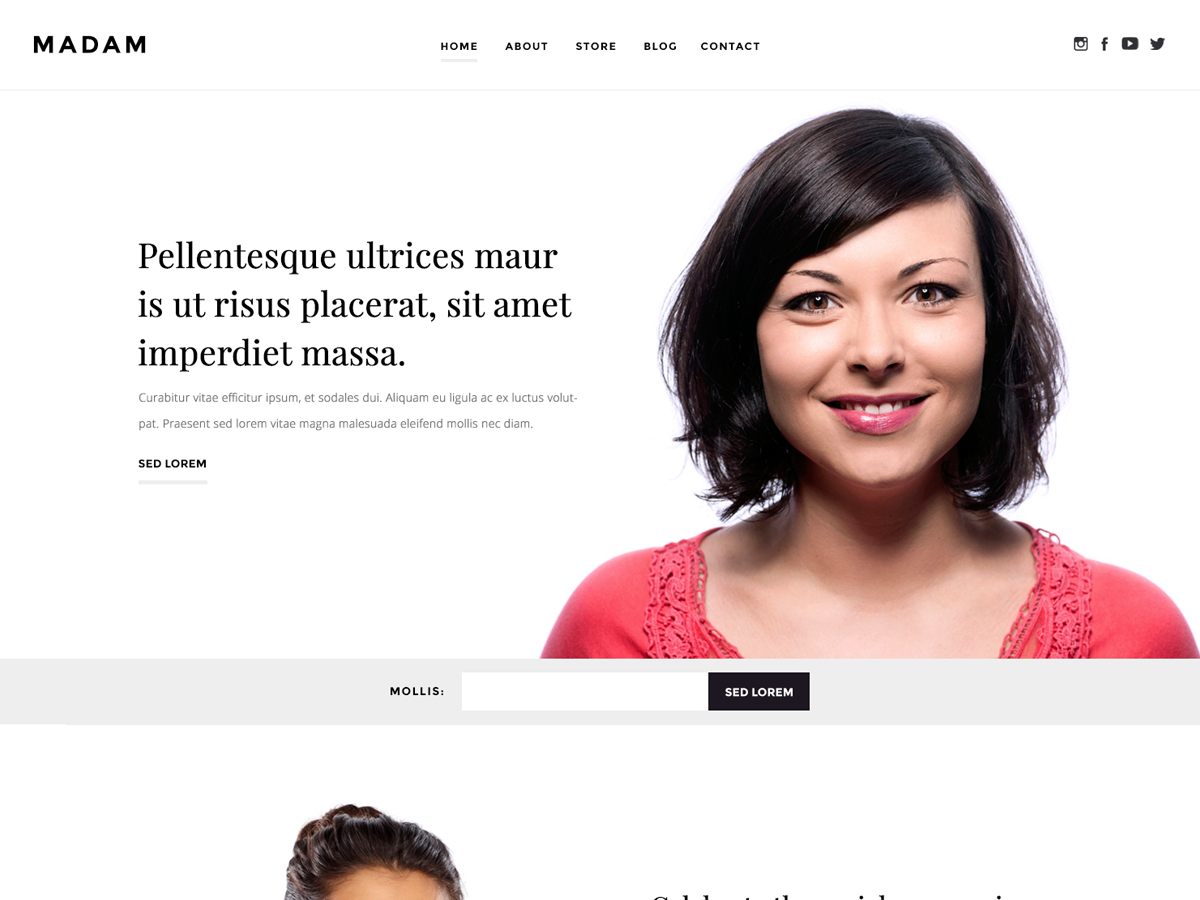 MADAM
HOME ABOUT STORE BLOG CONTACT
Pellentesque ultrices maur
is ut risus placerat, sit amet
imperdiet massa.
Curabitur vitae efficitur ipsum, et sodales dui. Aliquam eu ligula ac ex luctus volut-
pat. Praesent sed lorem vitae magna malesuada eleifend mollis nec diam.
SED LOREM
MOLLIS:
SED LOREM